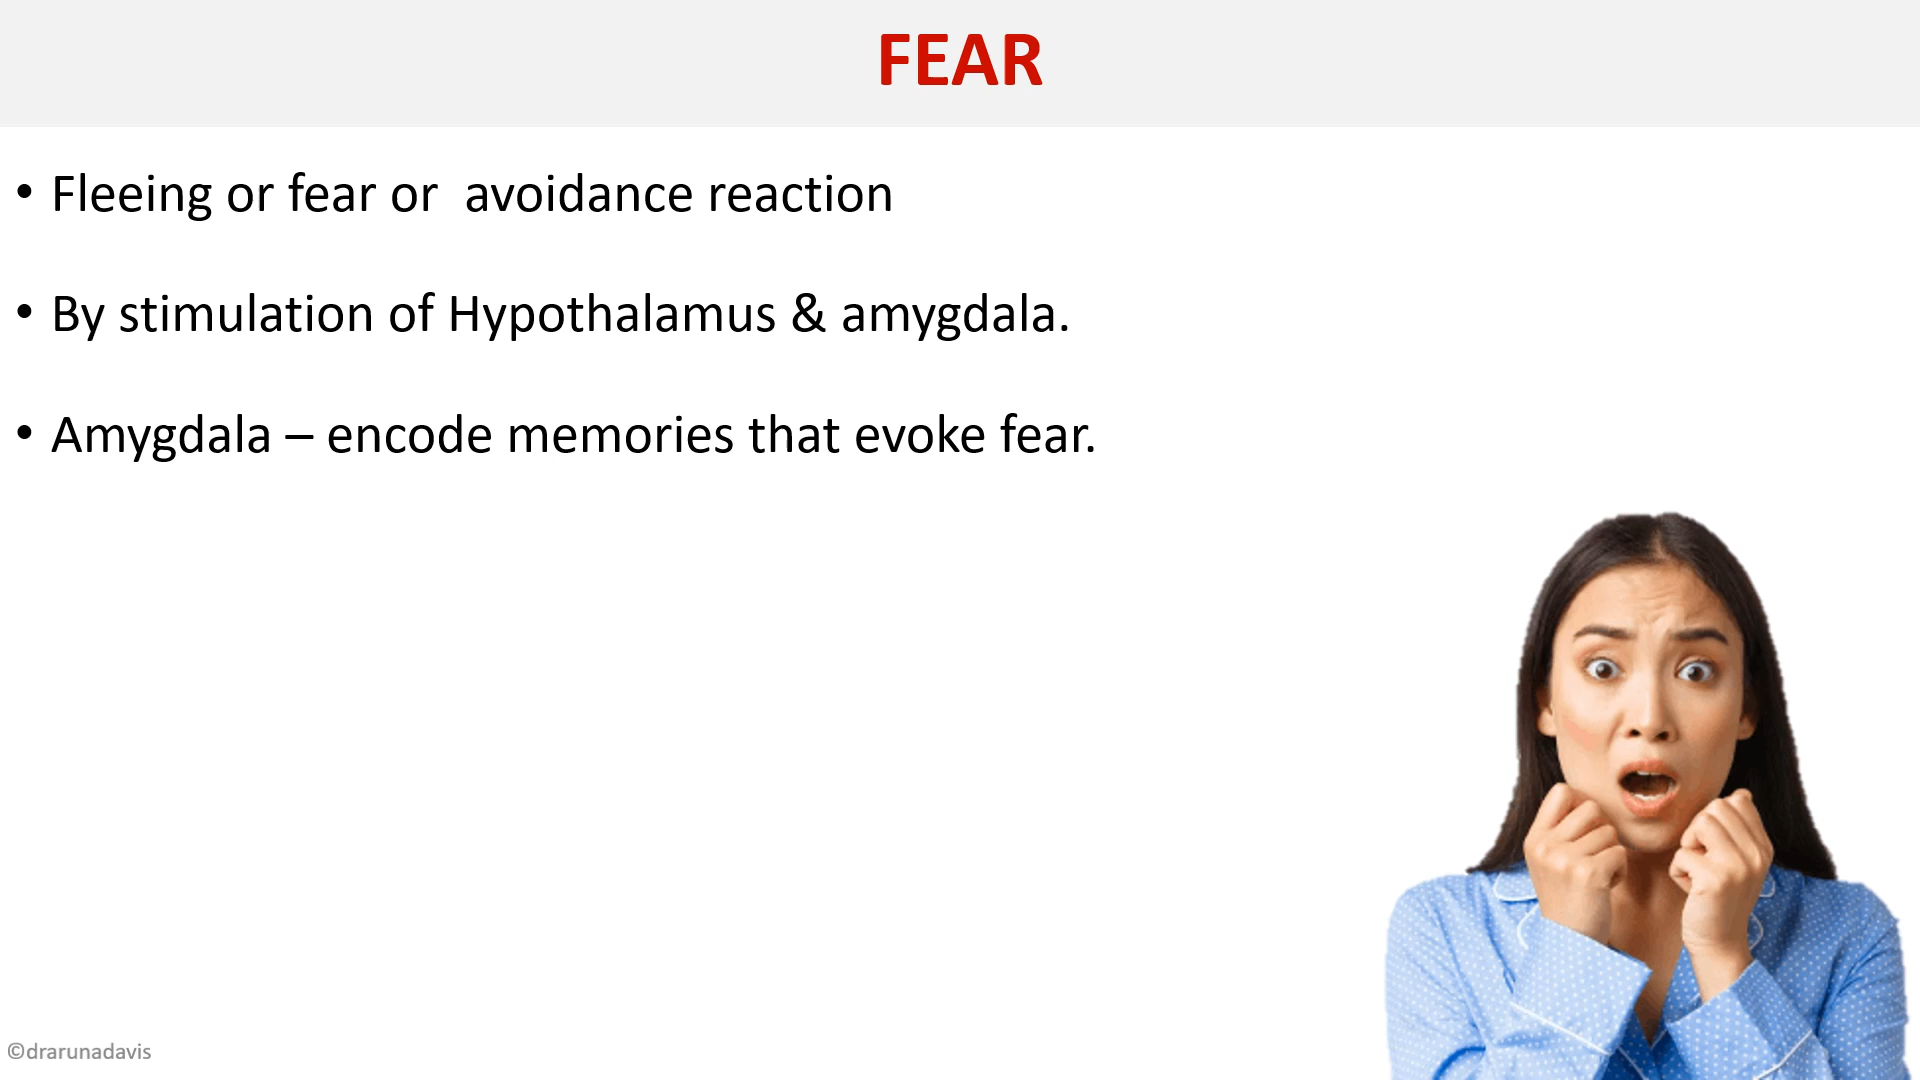 FEAR
• Fleeing or fear or  avoidance reaction
• By stimulation of Hypothalamus & amygdala.
• Amygdala – encode memories that evoke fear.
©drarunadavis